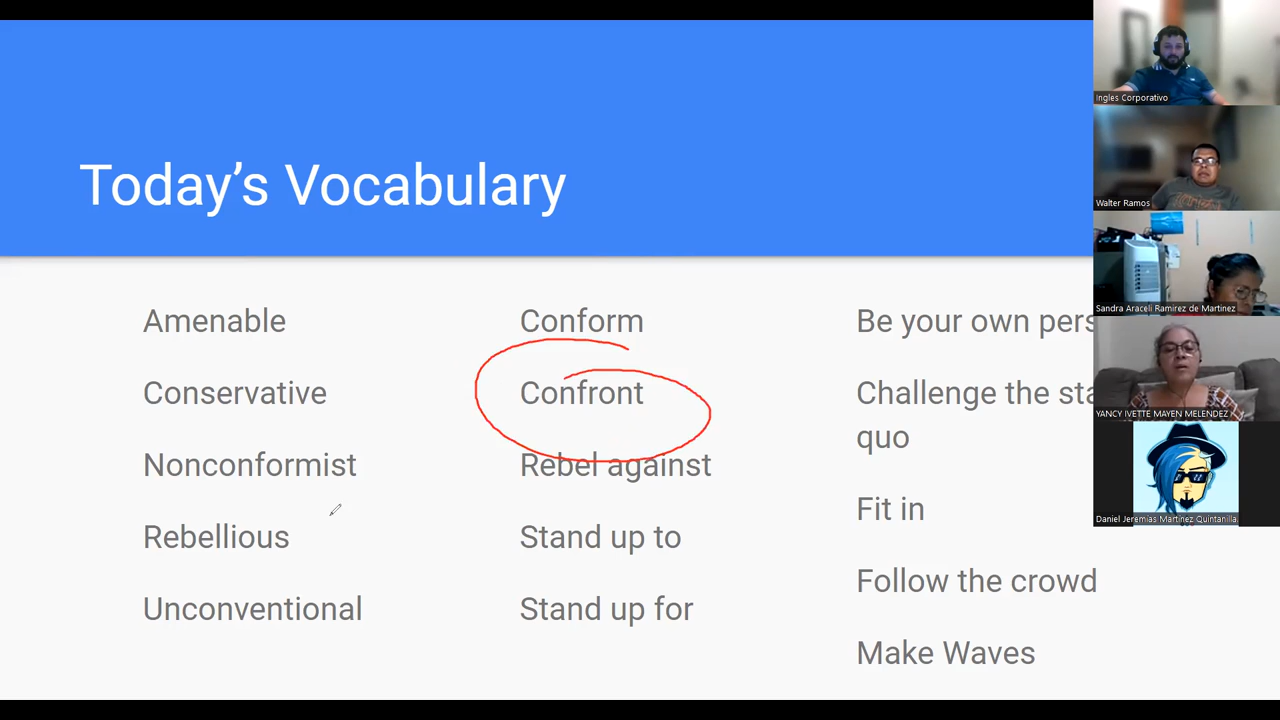 Today's Vocabulary
Amenable
Conservative
Nonconformist
Rebellious
Unconventional
Conform
Confront
Rebel against
Stand up to
Stand up for
Be your own pers
Challenge the sta
quo
Fit in
Follow the crowd
Make Waves
Ingles Corporativo
Walter Ramos
Sandra Araceli Ramirez de Martinez
YANCY IVETTE MAYEN MELENDEZ
Daniel Jeremías Martínez Quintanilla